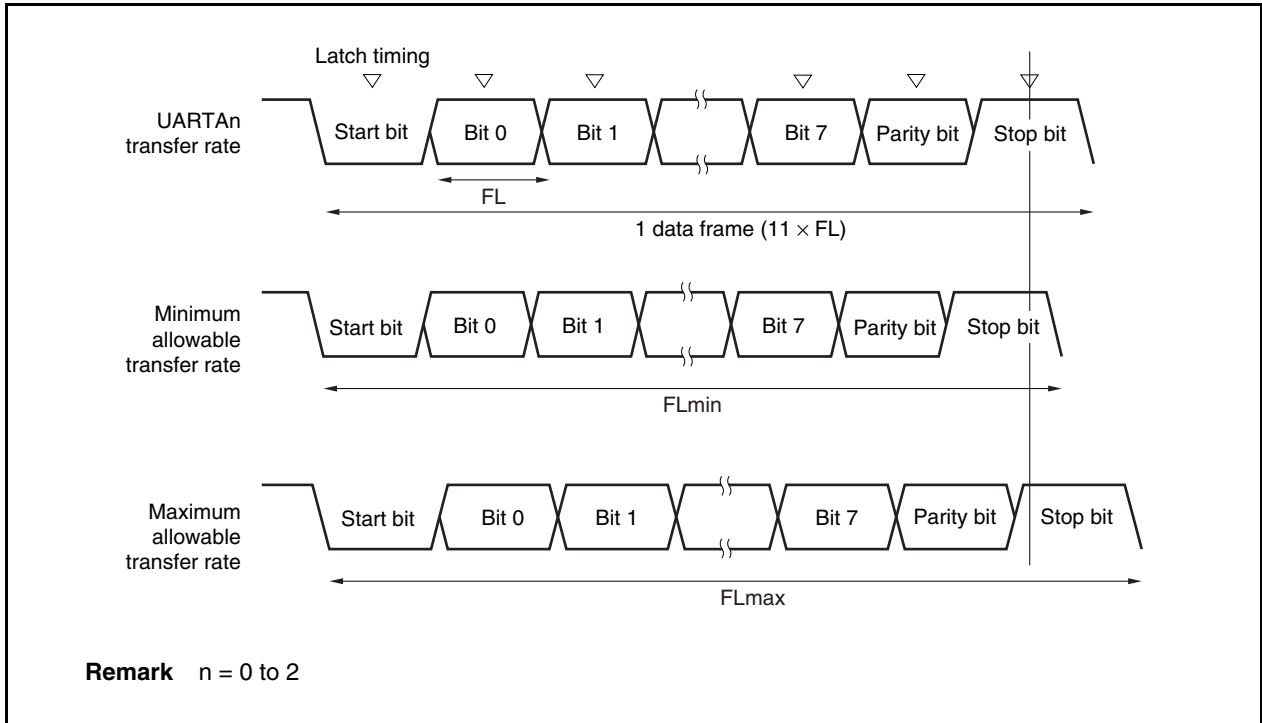 Latch timing
UARTAn
transfer rate
Start bit
Bit 0
Bit 1
Bit 7
Parity bit
Stop bit
FL
1 data frame (11 × FL)
Minimum
allowable
transfer rate
Start bit
Bit 0
Bit 1
Bit 7
Parity bit
Stop bit
FLmin
Maximum
allowable
transfer rate
Start bit
Bit 0
Bit 1
Bit 7
Parity bit
Stop bit
FLmax
Remark n = 0 to 2